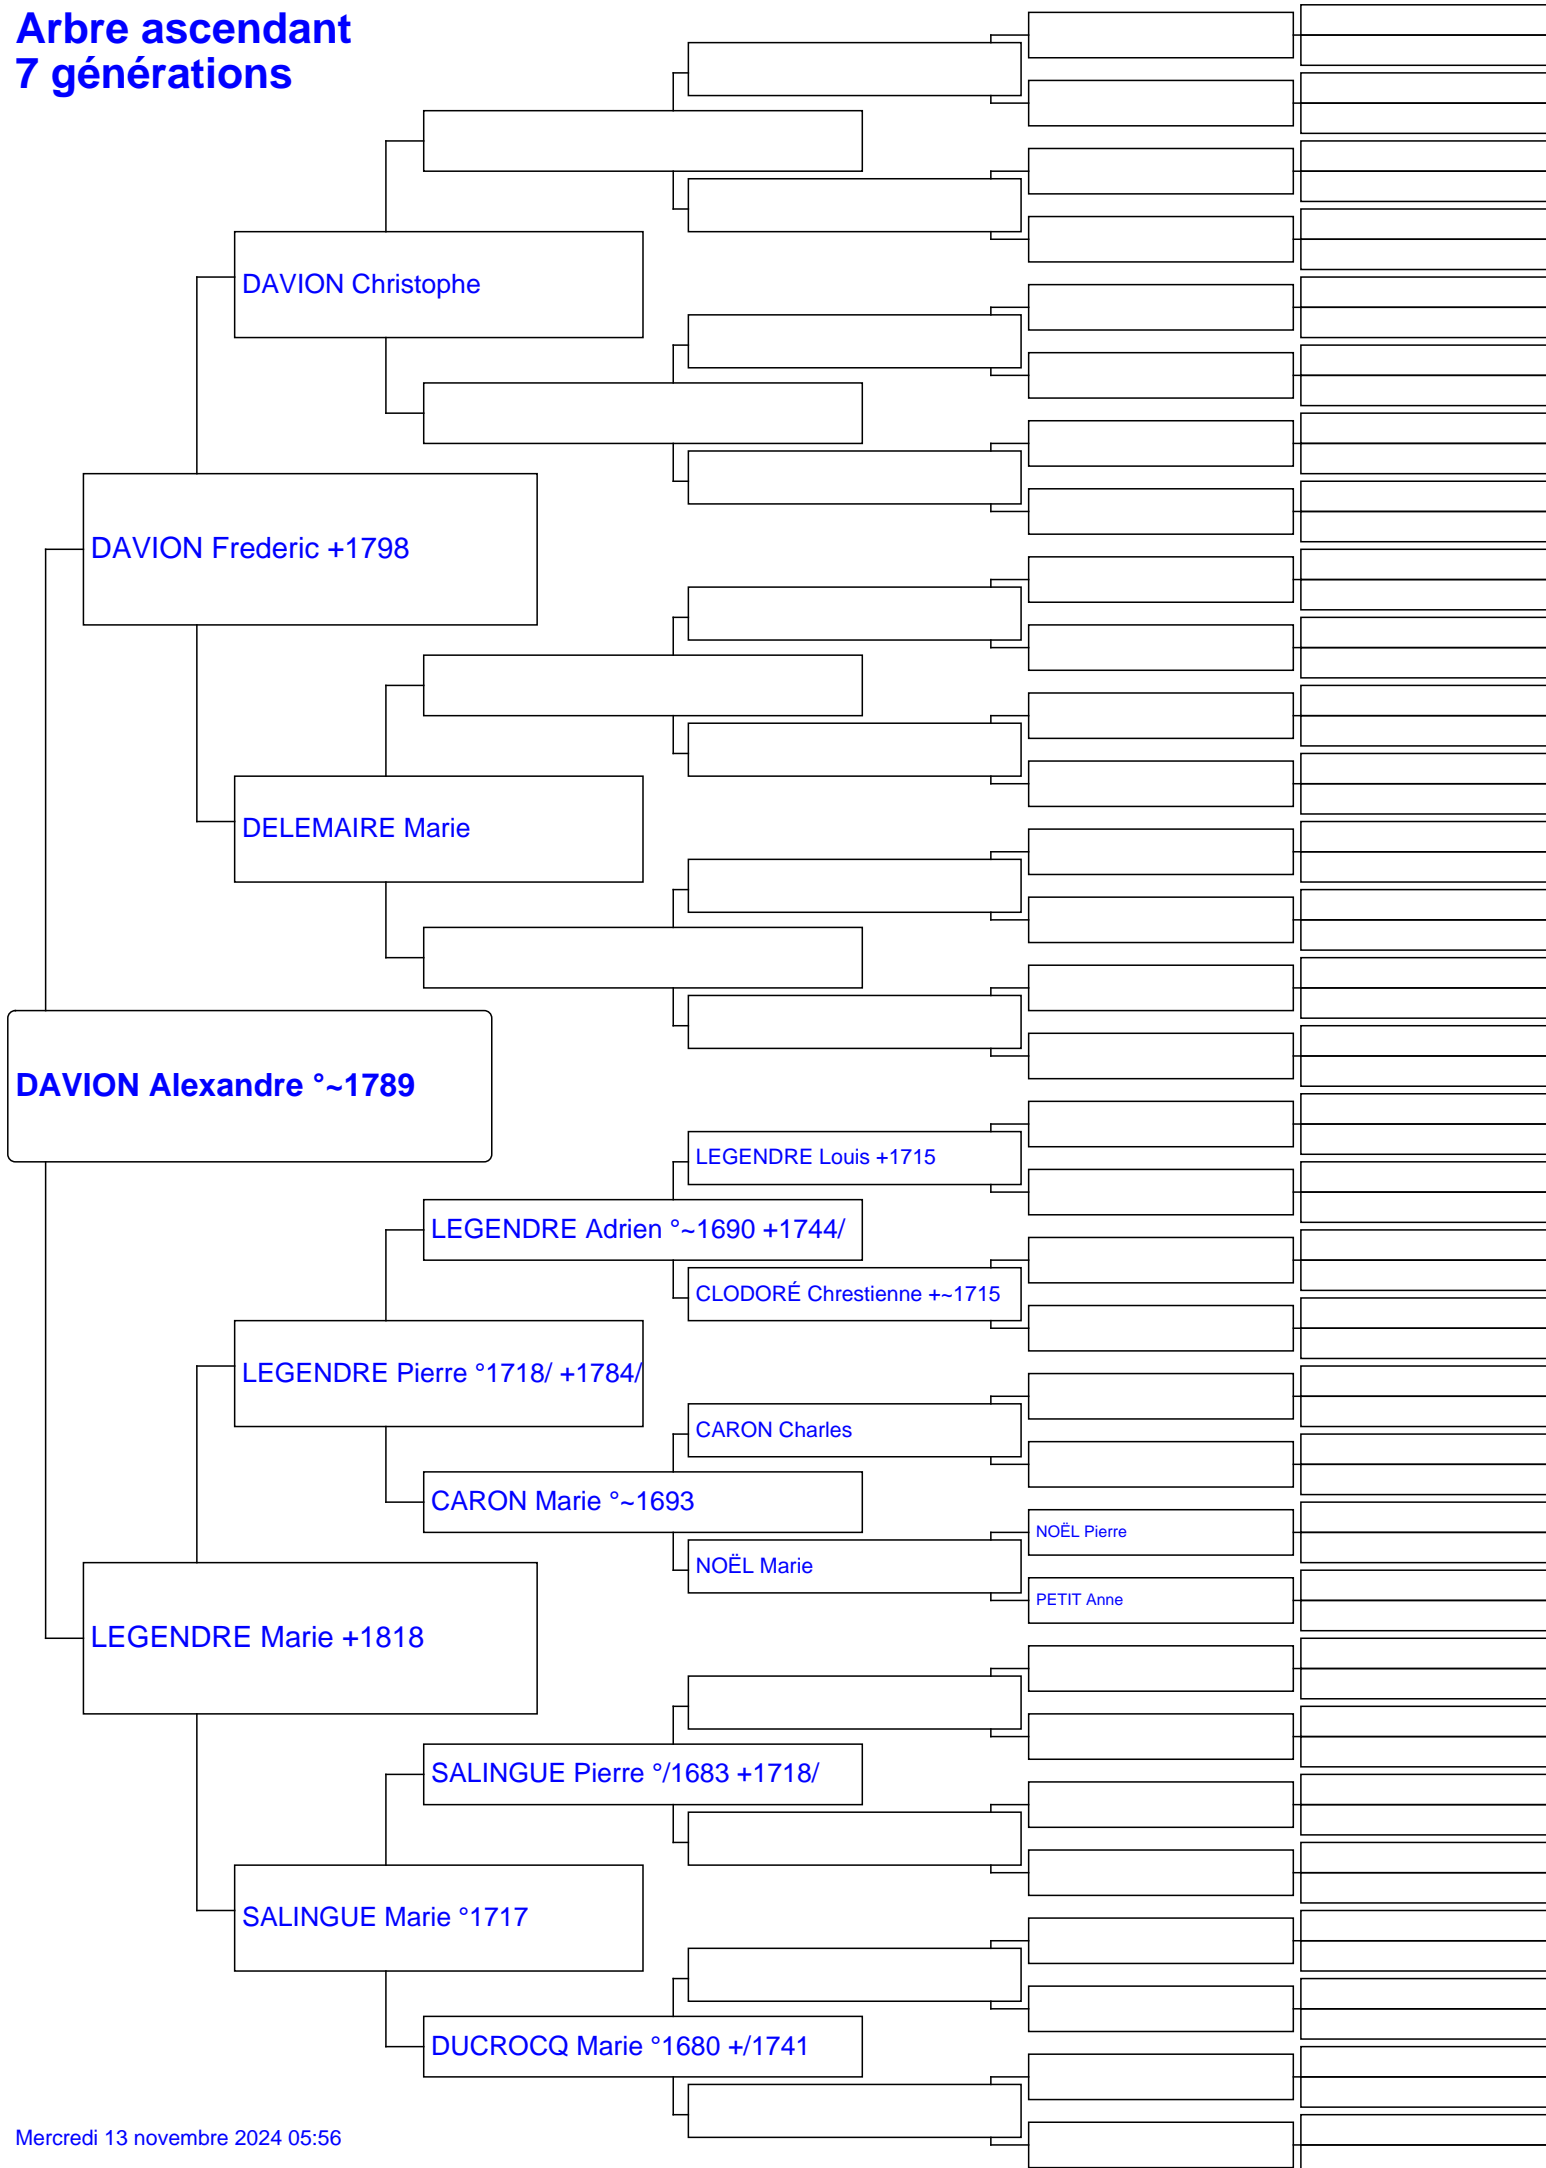 Arbre ascendant
7 générations
DAVION Christophe
DAVION Frederic +1798
DELEMAIRE Marie
DAVION Alexandre °~1789
LEGENDRE Louis +1715
LEGENDRE Adrien °~1690 +1744/
CLODORÉ Chrestienne +~1715
LEGENDRE Pierre °1718/ +1784/
CARON Charles
CARON Marie °~1693
NOËL Pierre
NOËL Marie
PETIT Anne
LEGENDRE Marie +1818
SALINGUE Pierre °/1683 +1718/
SALINGUE Marie °1717
DUCROCQ Marie °1680 +/1741
Mercredi 13 novembre 2024 05:56